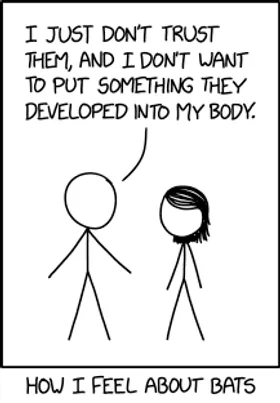 I JUST DON'T TRUST
THEM, AND I DON'T WANT
TO PUT SOMETHING THEY
DEVELOPED INTO MY BODY.
HOW I FEEL ABOUT BATS